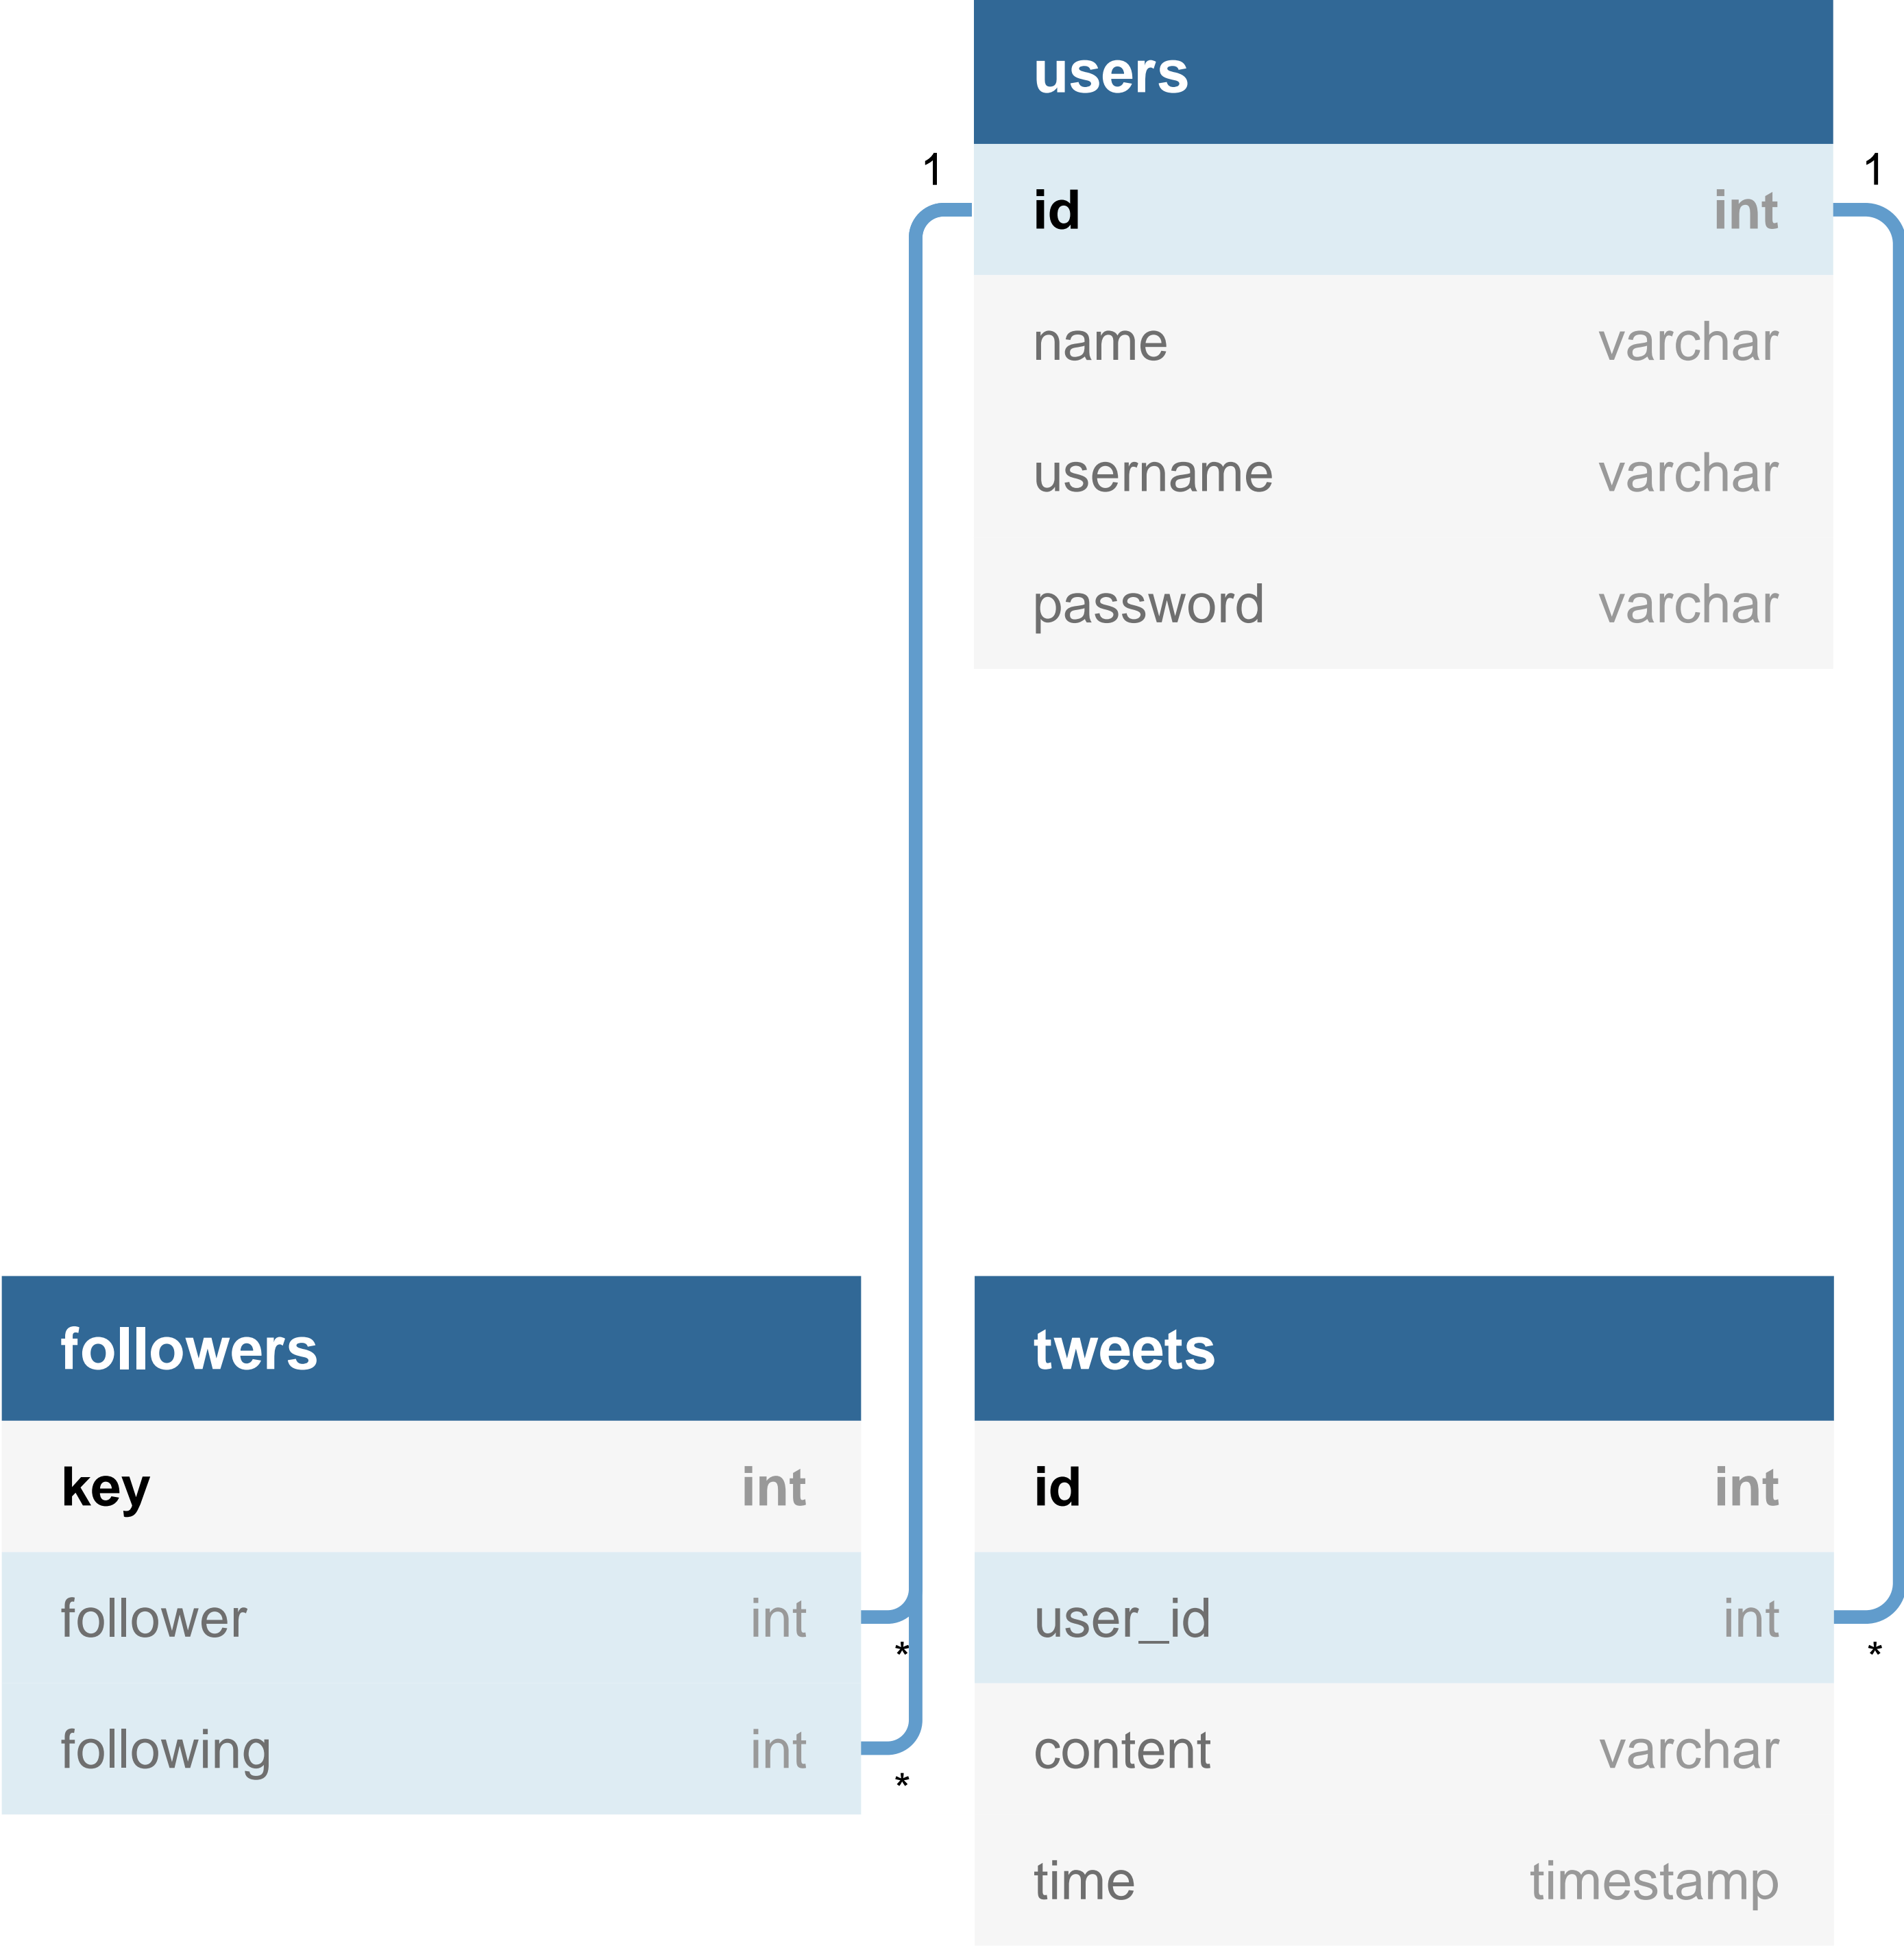 users
1
1
id int
name varchar
username varchar
password varchar
followers
key int
follower int
*
following int
*
tweets
id int
user_id int
*
content varchar
time timestamp